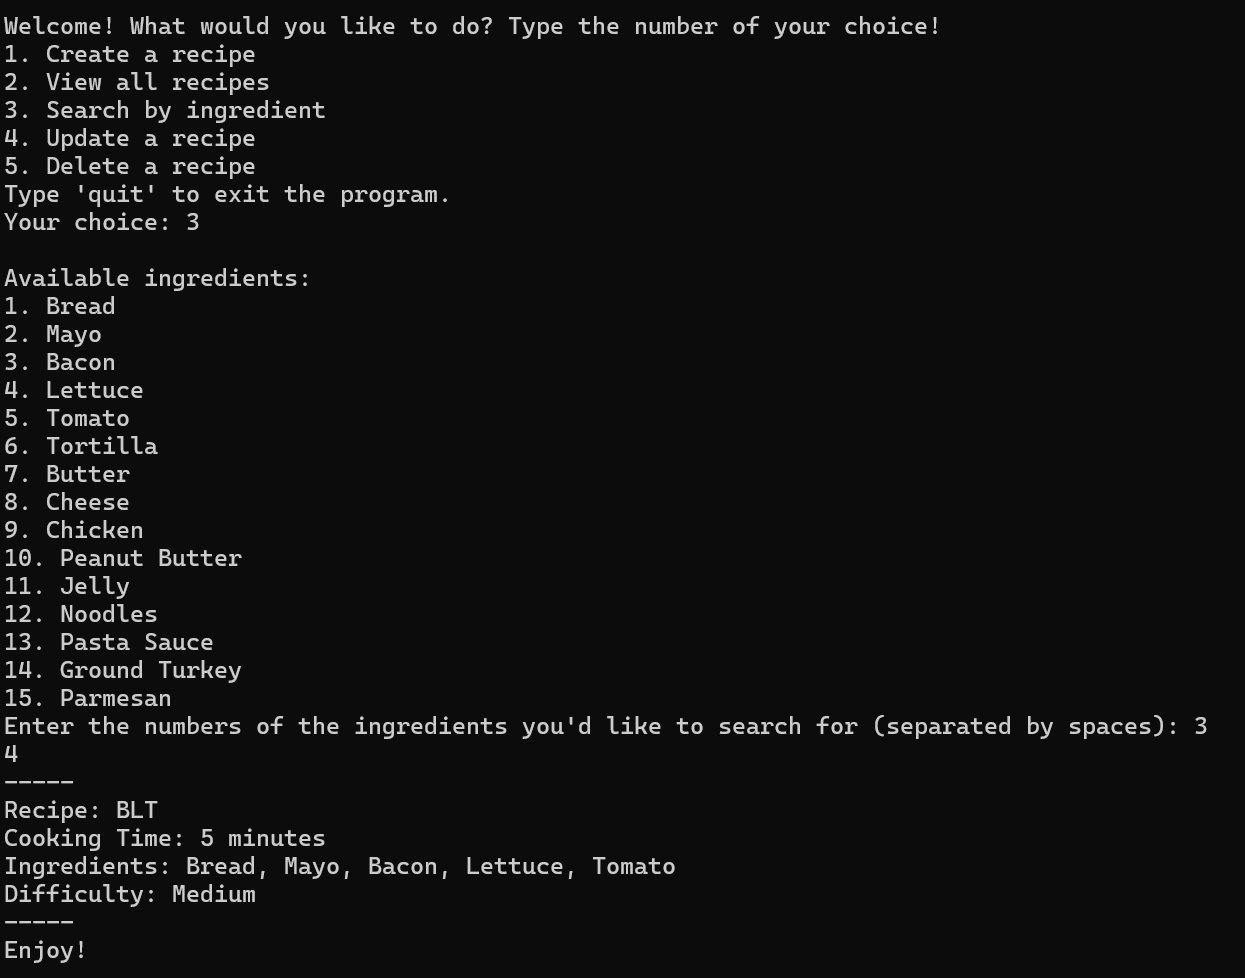 Welcome! What would you like to do? Type the number of your choice!
1. Create a recipe
2. View all recipes
3. Search by ingredient
4. Update a recipe
5. Delete a recipe
Type 'quit' to exit the program.
Your choice: 3

Available ingredients:
1. Bread
2. Mayo
3. Bacon
4. Lettuce
5. Tomato
6. Tortilla
7. Butter
8. Cheese
9. Chicken
10. Peanut Butter
11. Jelly
12. Noodles
13. Pasta Sauce
14. Ground Turkey
15. Parmesan
Enter the numbers of the ingredients you'd like to search for (separated by spaces): 3
4
-----
Recipe: BLT
Cooking Time: 5 minutes
Ingredients: Bread, Mayo, Bacon, Lettuce, Tomato
Difficulty: Medium
-----
Enjoy!